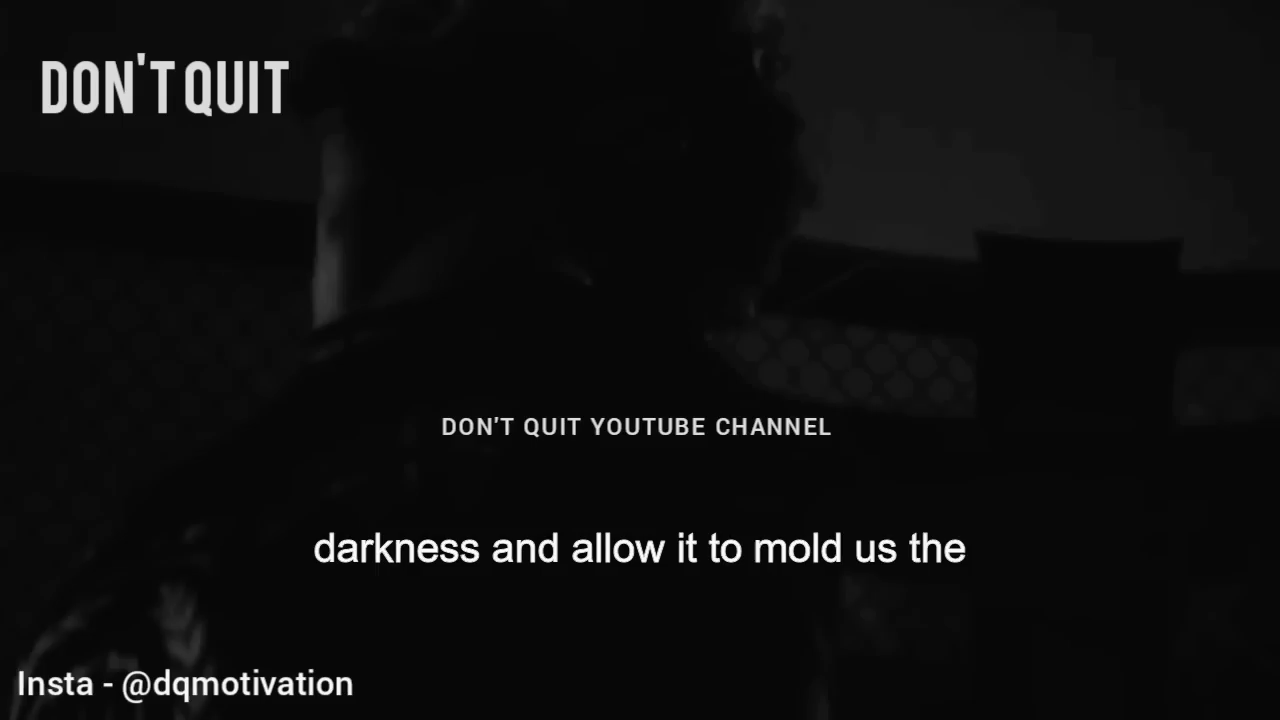 DON'T QUIT
DON'T QUIT YOUTUBE CHANNEL
darkness and allow it to mold us the
Insta - @dqmotivation